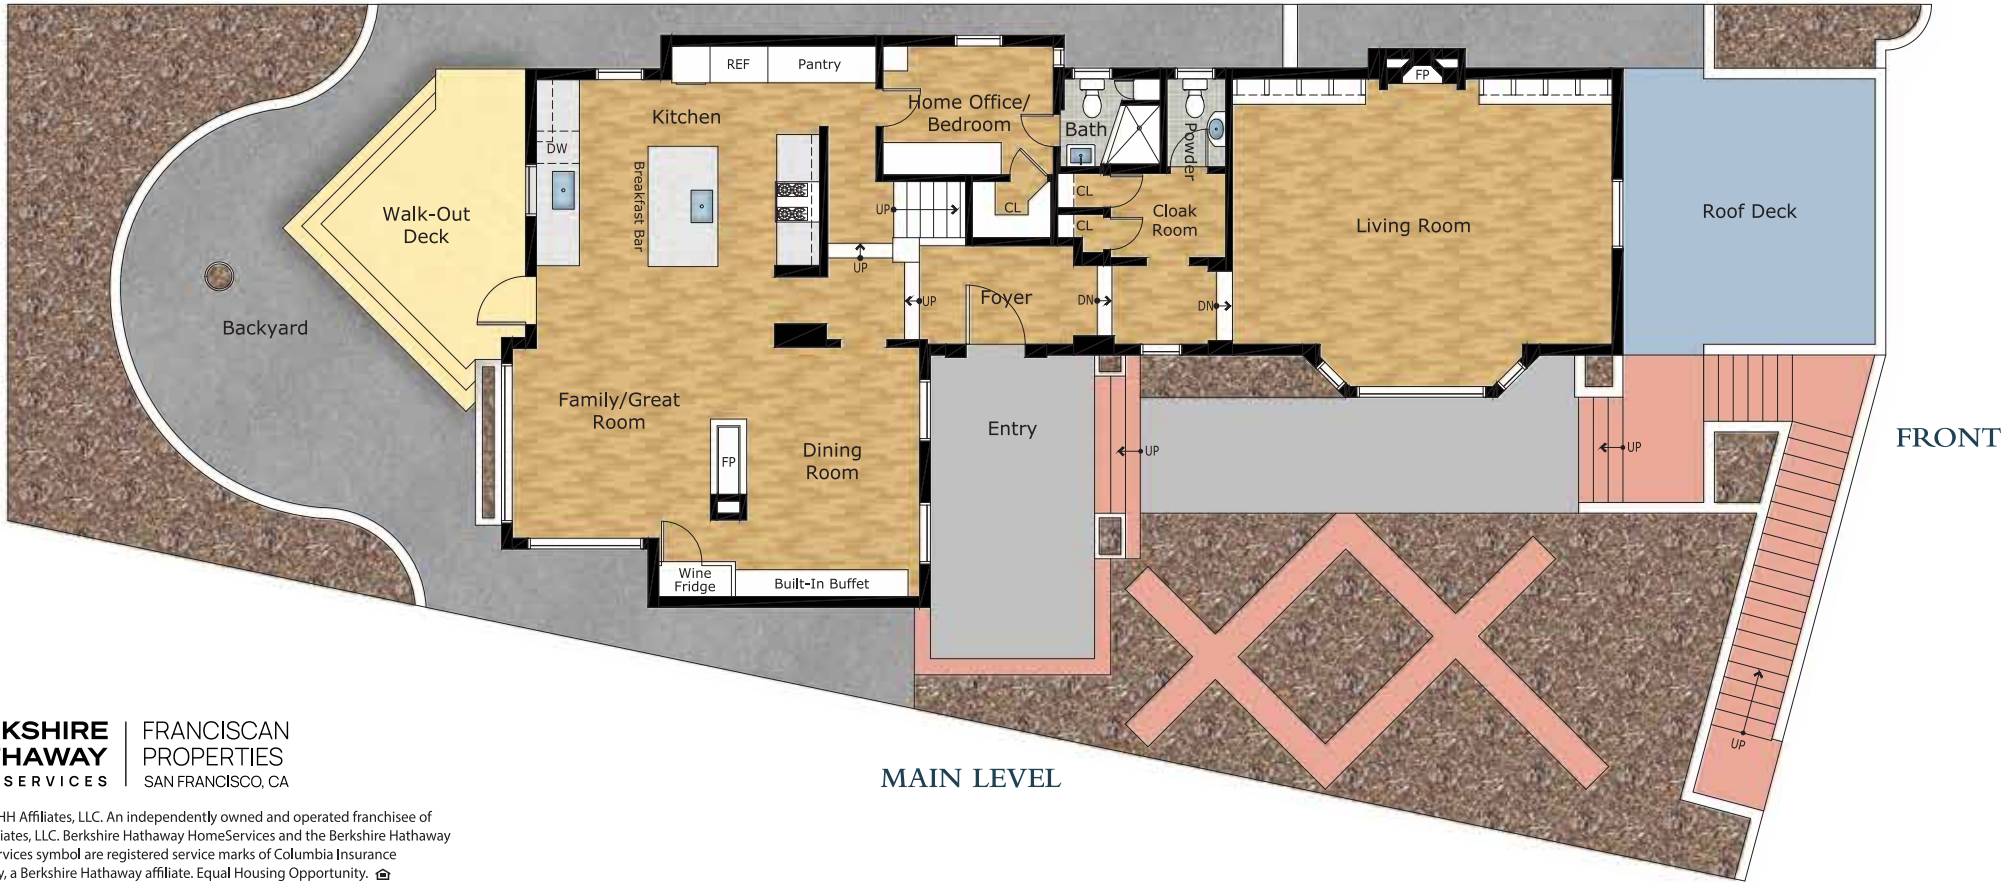 REF
Pantry
FP
Kitchen
Home Office/
Bedroom
Bath
Powder
DW
Breakfast Bar
CL
UP
CL
CL
Cloak
Room
Living Room
Roof Deck
Walk-Out
Deck
UP
Foyer
UP
DN
DN
Backyard
Family/Great
Room
Entry
FRONT
Dining
Room
FP
UP
UP
Wine
Fridge
Built-In Buffet
UP
MAIN LEVEL
KSHIRE
HAWAY
SERVICES
FRANCISCAN
PROPERTIES
SAN FRANCISCO, CA
HH Affiliates, LLC. An independently owned and operated franchisee of
iates, LLC. Berkshire Hathaway HomeServices and the Berkshire Hathaway
rvices symbol are registered service marks of Columbia Insurance
y, a Berkshire Hathaway affiliate. Equal Housing Opportunity.